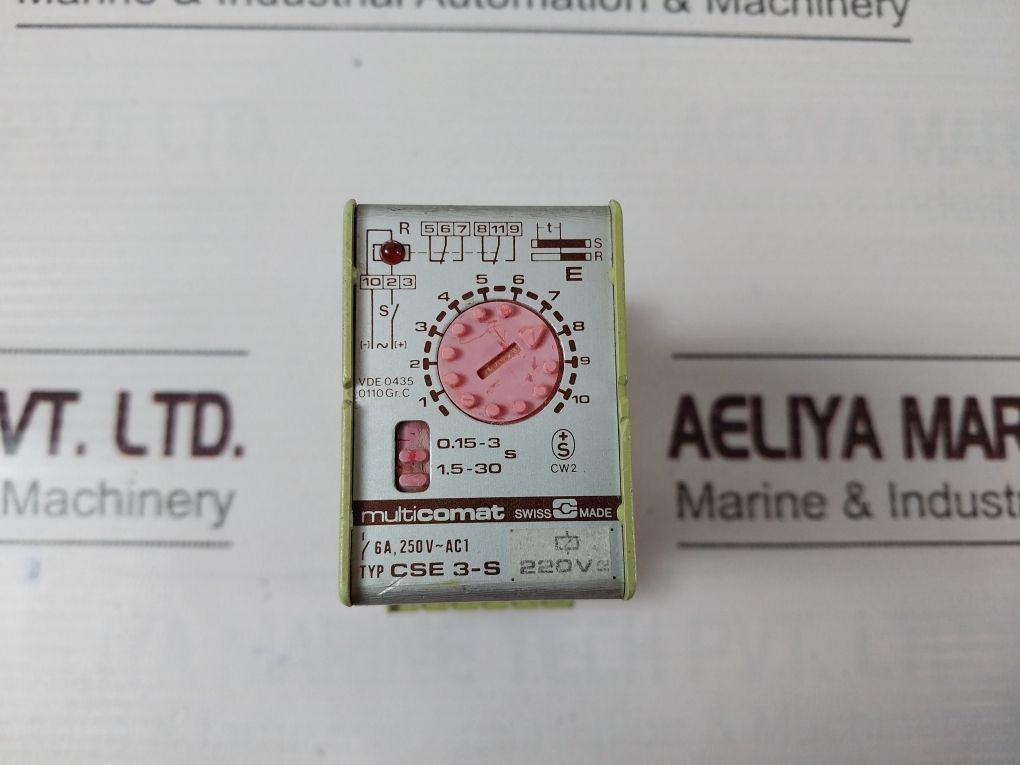 Marine & Industrial Automation & Machinery
R 5 6 7 8 11 9 t S
R
E
10 2 3
S
(-) ~ (+)
1 2 3 4 5 6 7 8 9 10
VDE 0435
0110 Gr. C
0.15-3 s
1.5-30
+
S
CW2
multicomat SWISS C MADE
6A, 250V~AC1
TYP CSE 3-S 220V≂
VT. LTD.
Machinery
AELIYA MAR
Marine & Industr